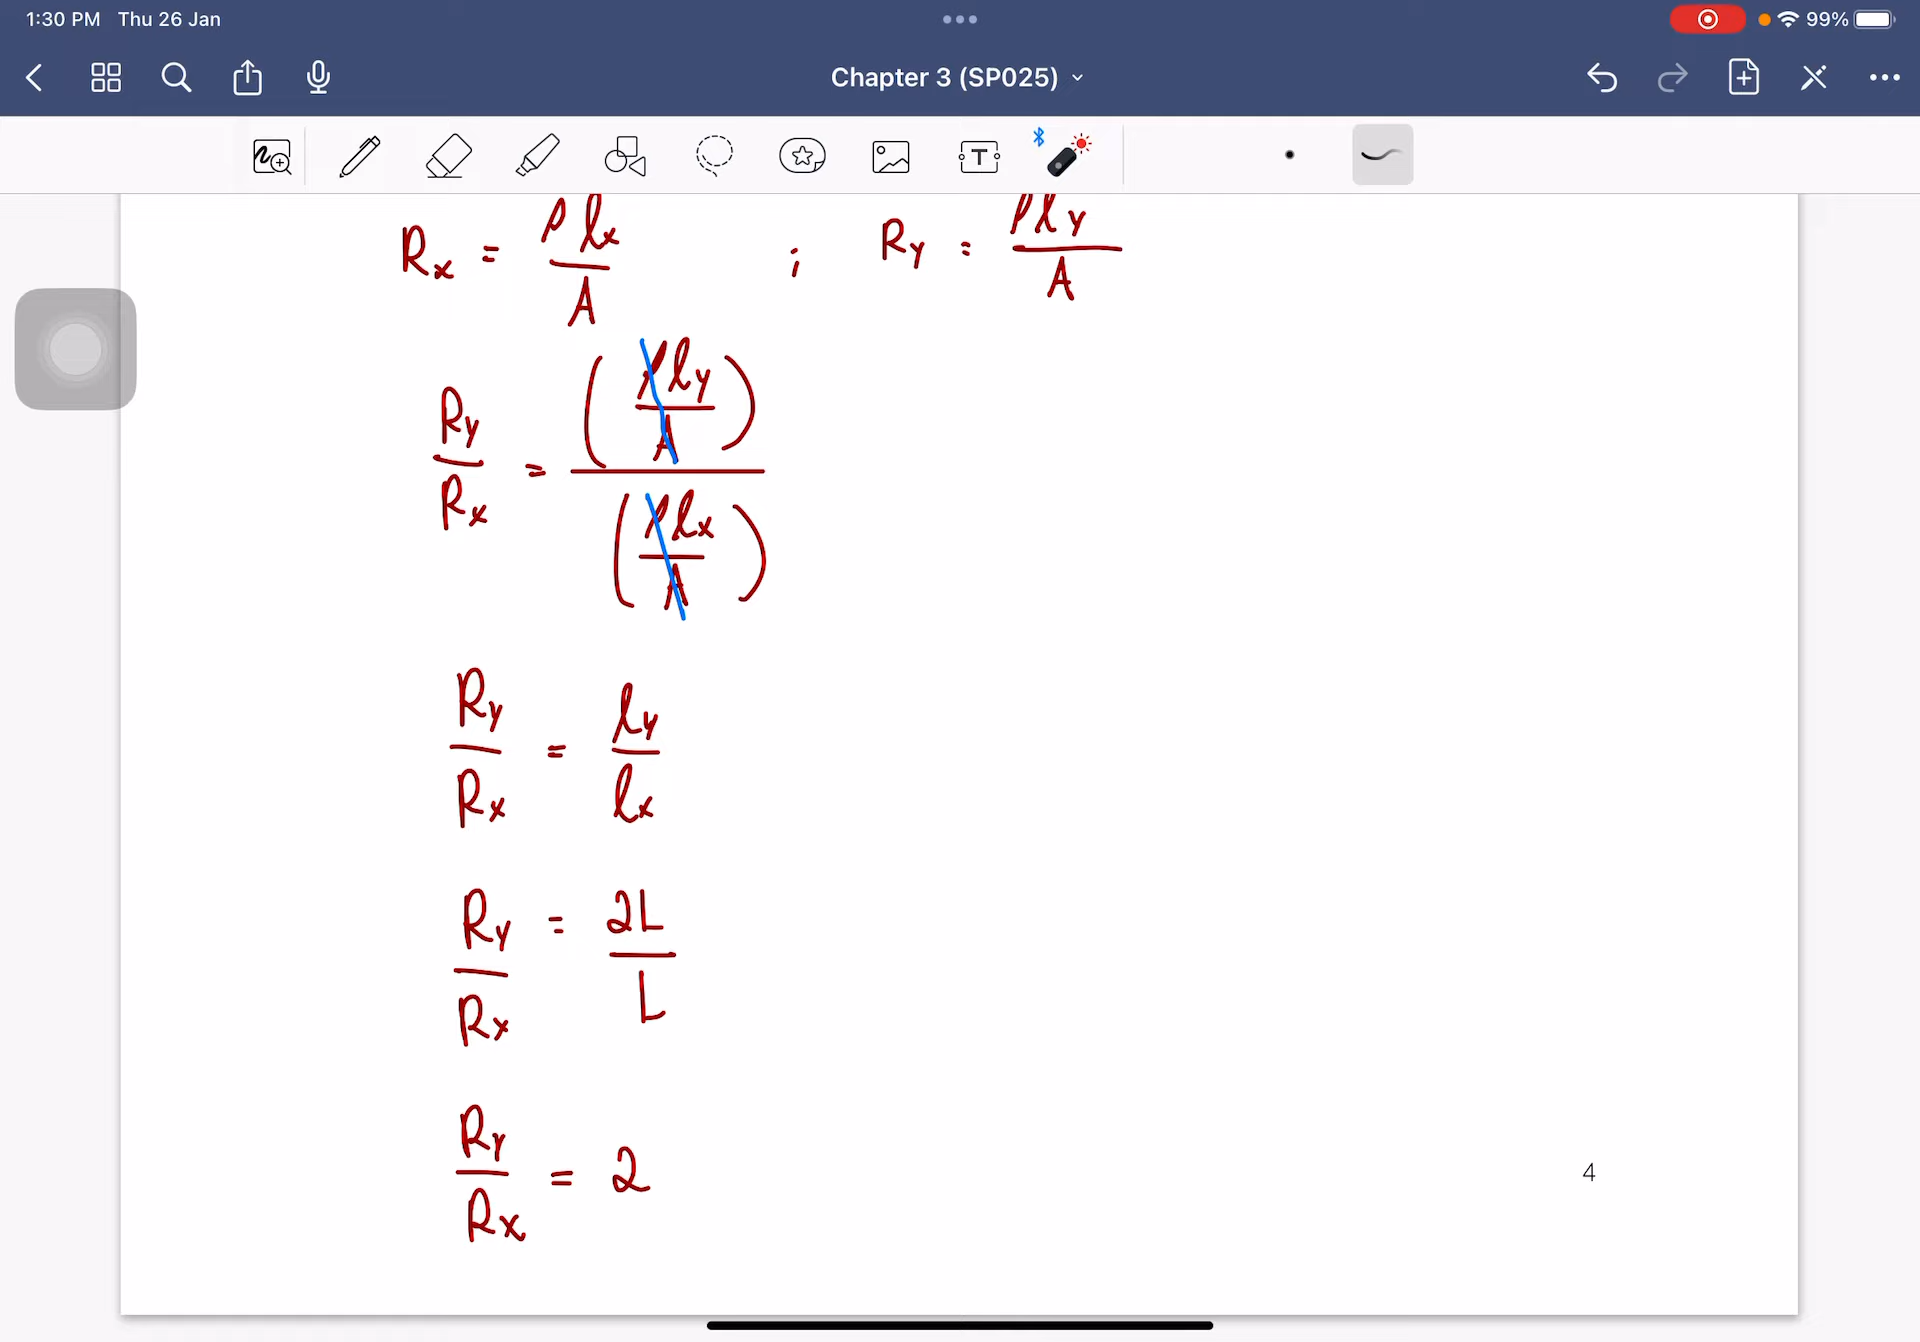 1:30 PM Thu 26 Jan
99%
Chapter 3 (SP025)
T
Rx = ρlx/A ; Ry = ρly/A
Ry/Rx = (ρly/A)/(ρlx/A)
Ry/Rx = ly/lx
Ry/Rx = 2L/L
Ry/Rx = 2
4